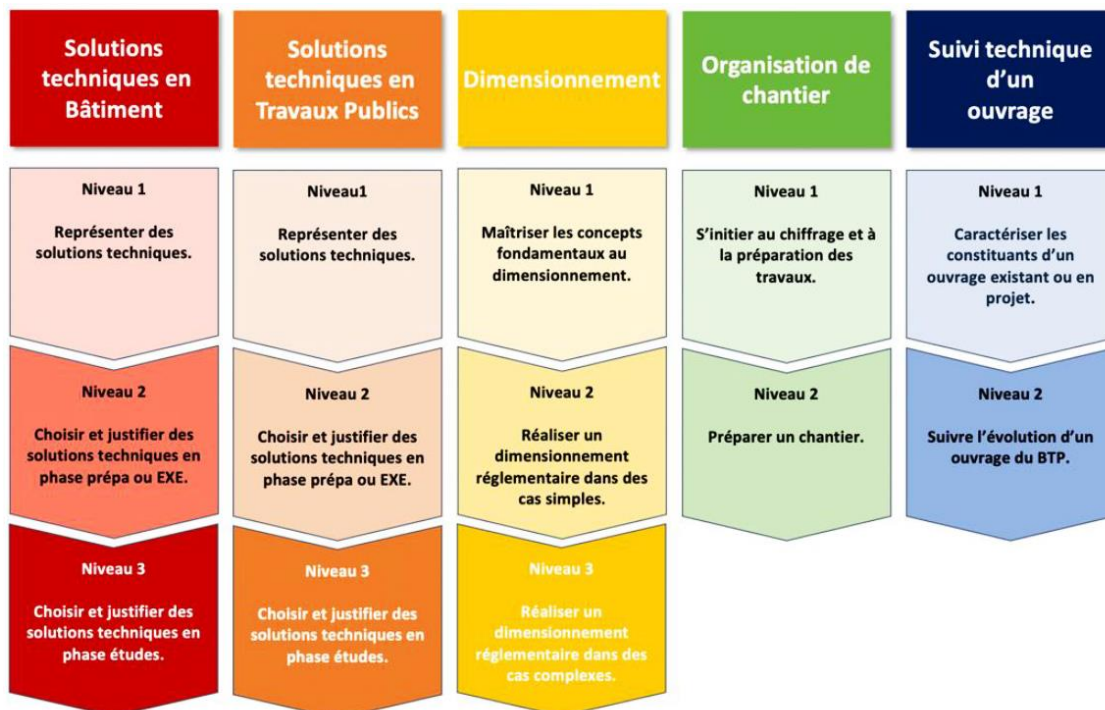 Solutions
techniques en
Bâtiment
Solutions
techniques en
Travaux Publics
Dimensionnement
Organisation de
chantier
Suivi technique
d'un
ouvrage
Niveau 1
Représenter des
solutions techniques.
Niveau1
Représenter des
solutions techniques.
Niveau 1
Maîtriser les concepts
fondamentaux au
dimensionnement.
Niveau 1
S'initier au chiffrage et à
la préparation des
travaux.
Niveau 1
Caractériser les
constituants d'un
ouvrage existant ou en
projet.
Niveau 2
Choisir et justifier des
solutions techniques en
phase prépa ou EXE.
Niveau 2
Choisir et justifier des
solutions techniques en
phase prépa ou EXE.
Niveau 2
Réaliser un
dimensionnement
réglementaire dans des
cas simples.
Niveau 2
Préparer un chantier.
Niveau 2
Suivre l'évolution d'un
ouvrage du BTP.
Niveau 3
Choisir et justifier des
solutions techniques en
phase études.
Niveau 3
Choisir et justifier des
solutions techniques en
phase études.
Niveau 3
Réaliser un
dimensionnement
réglementaire dans des
cas complexes.